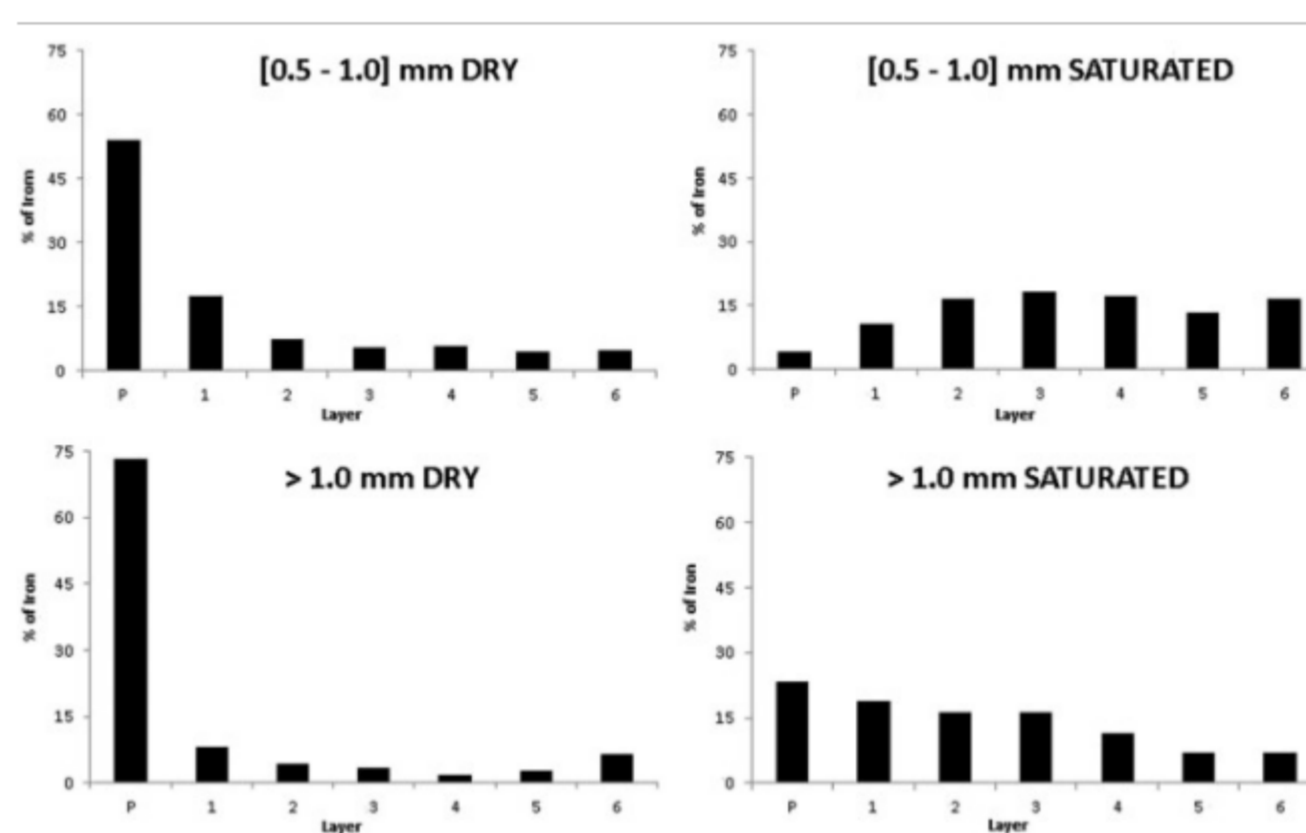 [0.5 - 1.0] mm DRY
75
60
45
30
15
0
% of Irom
P 1 2 3 4 5 6
Layer
[0.5 - 1.0] mm SATURATED
75
60
45
30
15
0
% of Iron
P 1 2 3 4 5 6
Layer
> 1.0 mm DRY
75
60
45
30
15
0
% of Iron
P 1 2 3 4 5 6
Layer
> 1.0 mm SATURATED
75
60
45
30
15
0
% of Iron
P 1 2 3 4 5 6
Layer